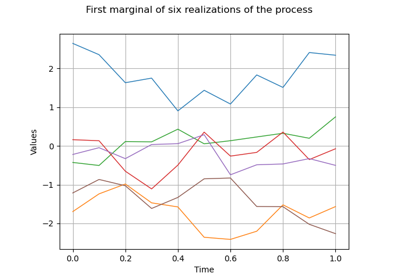 First marginal of six realizations of the process
Values
2
1
0
−1
−2
0.0 0.2 0.4 0.6 0.8 1.0
Time